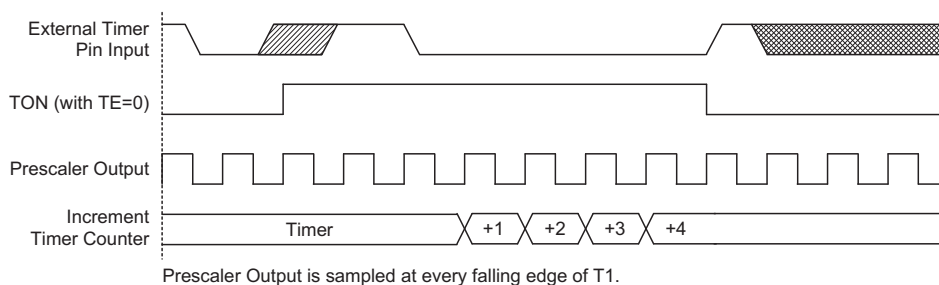 External Timer
Pin Input
TON (with TE=0)
Prescaler Output
Increment
Timer Counter
Timer
+1
+2
+3
+4
Prescaler Output is sampled at every falling edge of T1.